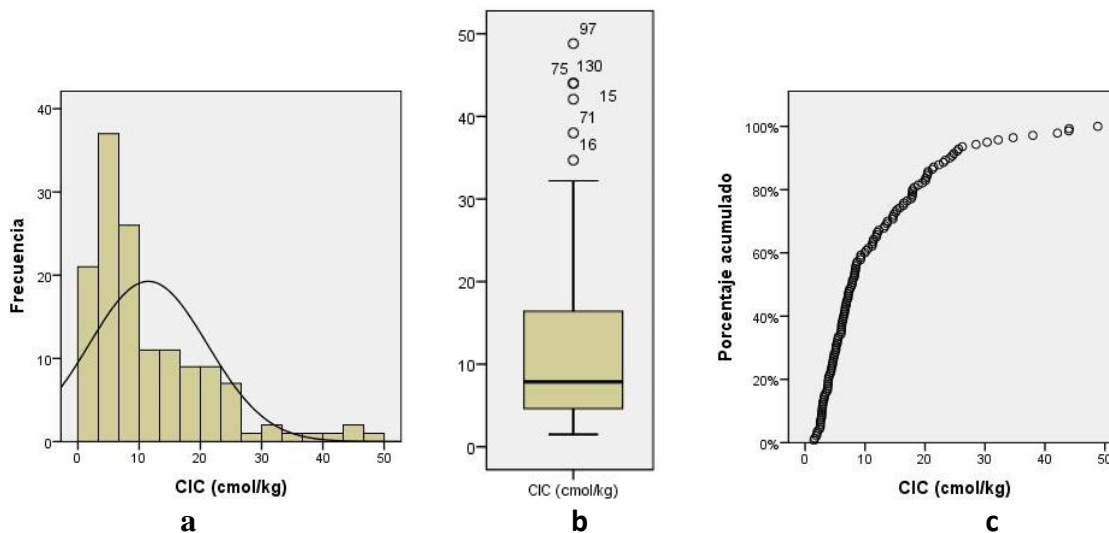 40
30
20
10
0
Frecuencia
0 10 20 30 40 50
CIC (cmol/kg)
a
50
40
30
20
10
0
97
75 130
15
71
16
CIC (cmol/kg)
b
100%
80%
60%
40%
20%
0%
Porcentaje acumulado
0 10 20 30 40 50
CIC (cmol/kg)
c